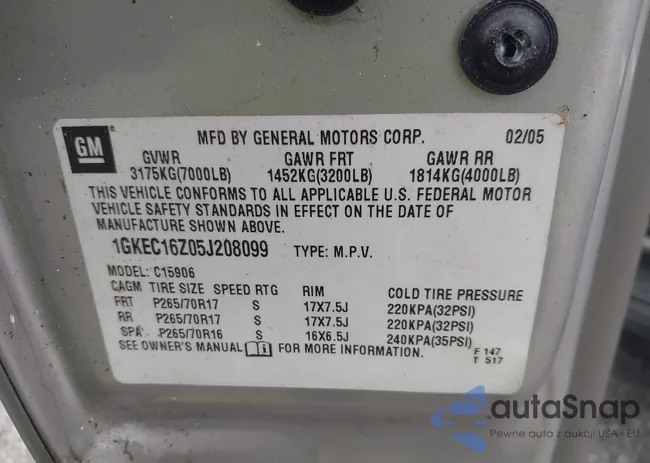 GM
MFD BY GENERAL MOTORS CORP. 02/05
GVWR GAWR FRT GAWR RR
3175KG(7000LB) 1452KG(3200LB) 1814KG(4000LB)
THIS VEHICLE CONFORMS TO ALL APPLICABLE U.S. FEDERAL MOTOR
VEHICLE SAFETY STANDARDS IN EFFECT ON THE DATE OF
MANUFACTURE SHOWN ABOVE.
1GKEC16Z05J208099 TYPE: M.P.V.
MODEL: C15906
CAGM TIRE SIZE SPEED RTG RIM COLD TIRE PRESSURE
FRT P265/70R17 S 17X7.5J 220KPA(32PSI)
RR P265/70R17 S 17X7.5J 220KPA(32PSI)
SPA P265/70R16 S 16X6.5J 240KPA(35PSI)
SEE OWNER'S MANUAL FOR MORE INFORMATION. F 147
T 517
autaSnap
Pewne auta z aukcji USA i EU